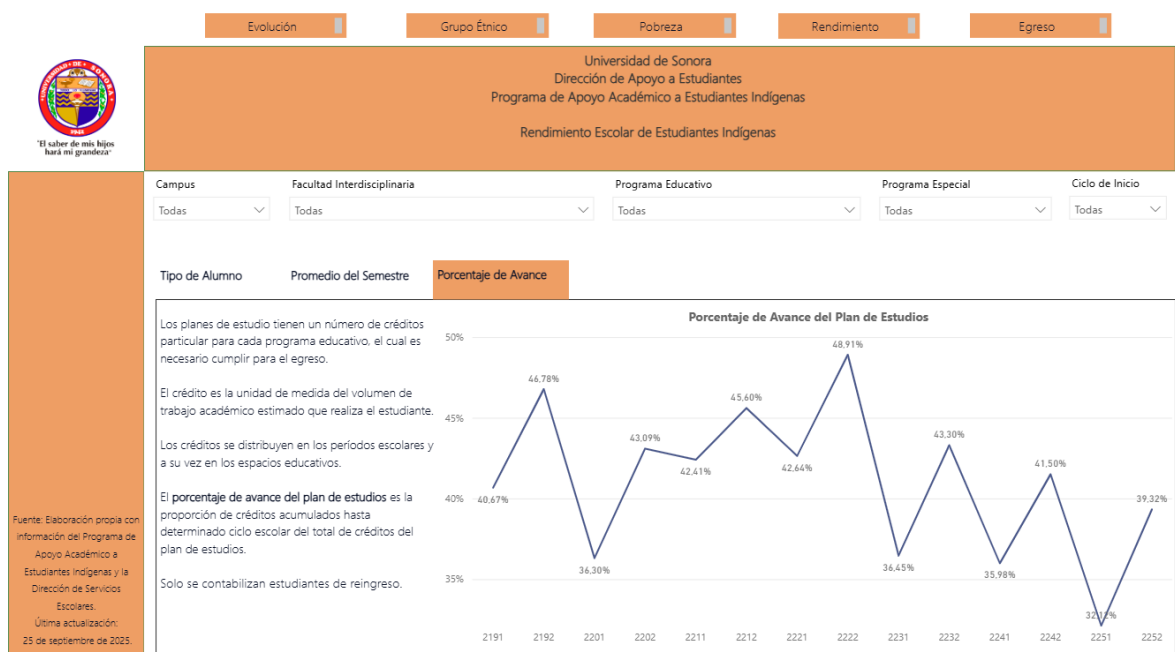 Evolución
Grupo Étnico
Pobreza
Rendimiento
Egreso
Universidad de Sonora
Dirección de Apoyo a Estudiantes
Programa de Apoyo Académico a Estudiantes Indígenas
Rendimiento Escolar de Estudiantes Indígenas
"El saber de mis hijos
hará mi grandeza"
Campus
Facultad Interdisciplinaria
Programa Educativo
Programa Especial
Ciclo de Inicio
Todas
Todas
Todas
Todas
Todas
Tipo de Alumno
Promedio del Semestre
Porcentaje de Avance
Los planes de estudio tienen un número de créditos
particular para cada programa educativo, el cual es
necesario cumplir para el egreso.
El crédito es la unidad de medida del volumen de
trabajo académico estimado que realiza el estudiante.
Los créditos se distribuyen en los períodos escolares y
a su vez en los espacios educativos.
El porcentaje de avance del plan de estudios es la
proporción de créditos acumulados hasta
determinado ciclo escolar del total de créditos del
plan de estudios.
Solo se contabilizan estudiantes de reingreso.
Porcentaje de Avance del Plan de Estudios
50%
45%
40%
35%
40,67%
46,78%
36,30%
43,09%
42,41%
45,60%
42,64%
48,91%
36,45%
43,30%
35,98%
41,50%
32,12%
39,32%
2191
2192
2201
2202
2211
2212
2221
2222
2231
2232
2241
2242
2251
2252
Fuente: Elaboración propia con
información del Programa de
Apoyo Académico a
Estudiantes Indígenas y la
Dirección de Servicios
Escolares.
Última actualización:
25 de septiembre de 2025.